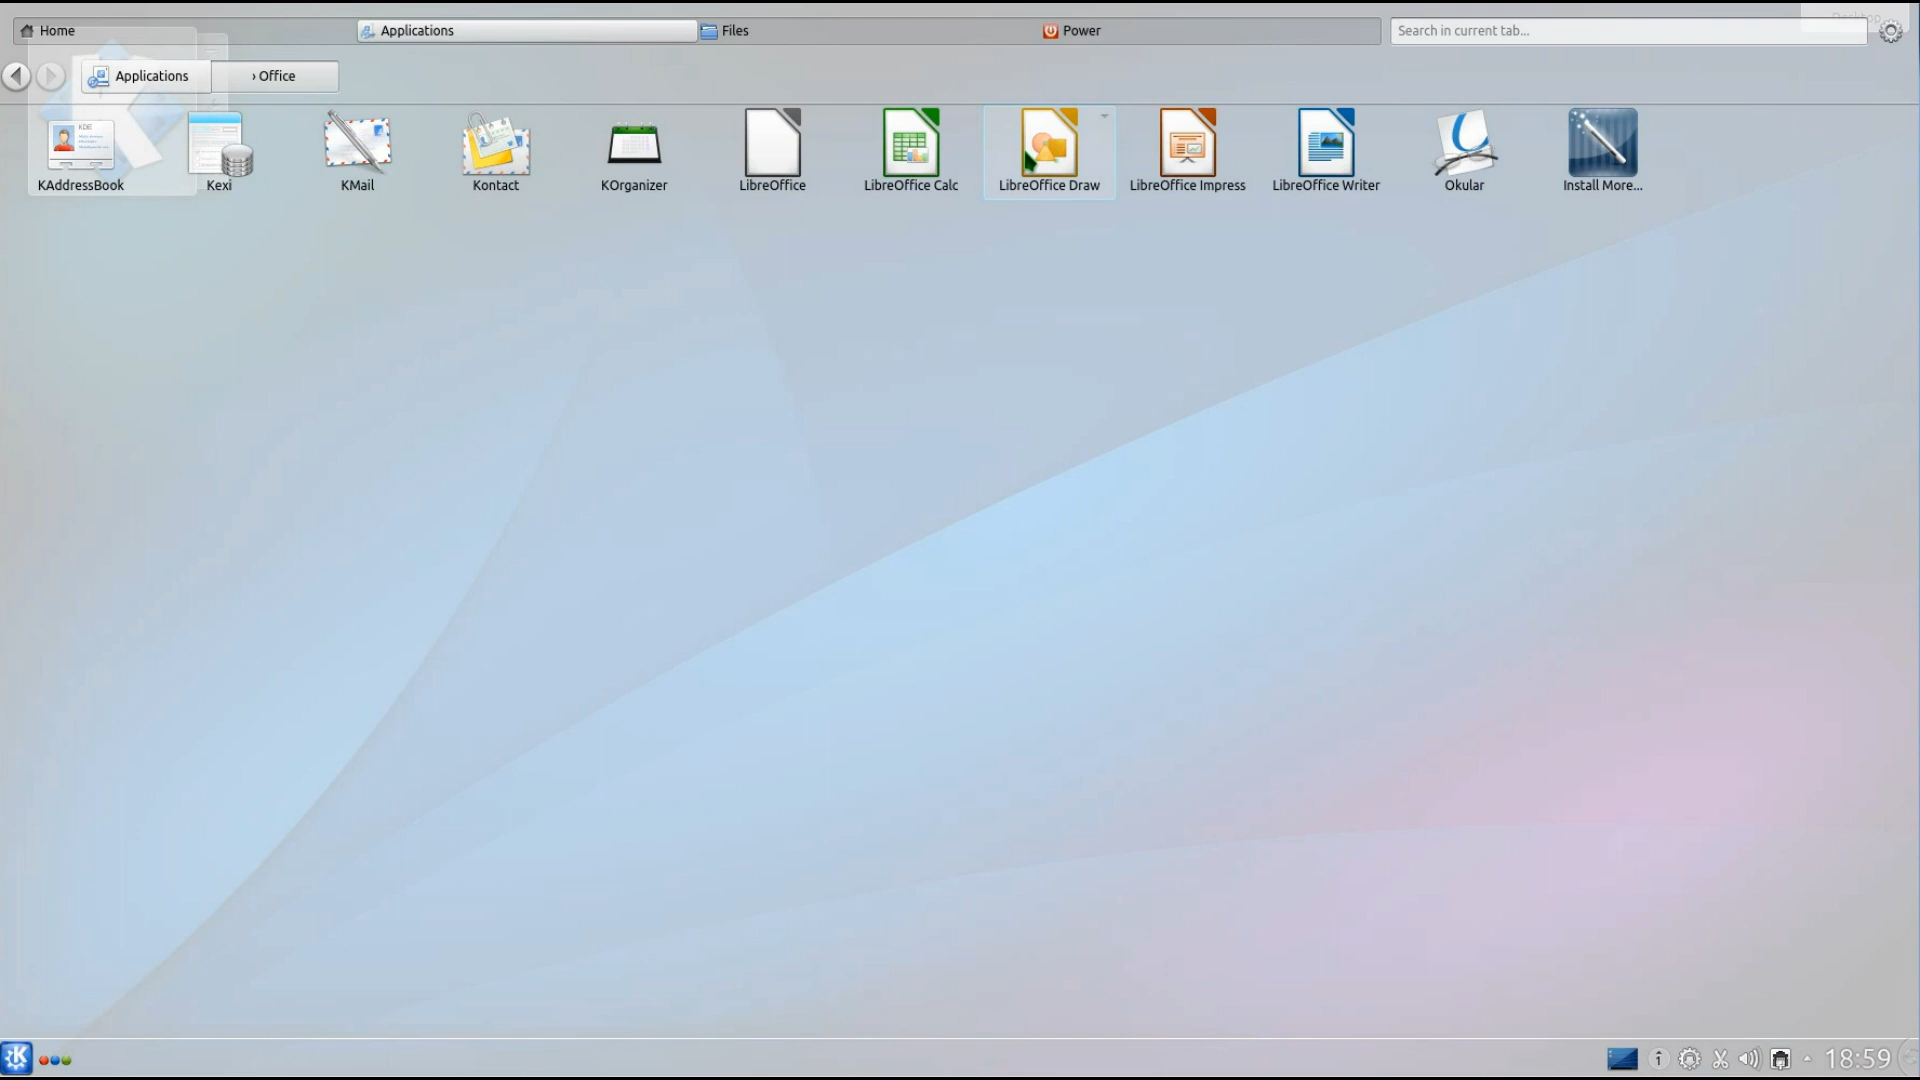 Home
Applications
Files
Power
Search in current tab...
Applications
› Office
KAddressBook
Kexi
KMail
Kontact
KOrganizer
LibreOffice
LibreOffice Calc
LibreOffice Draw
LibreOffice Impress
LibreOffice Writer
Okular
Install More...
18:59